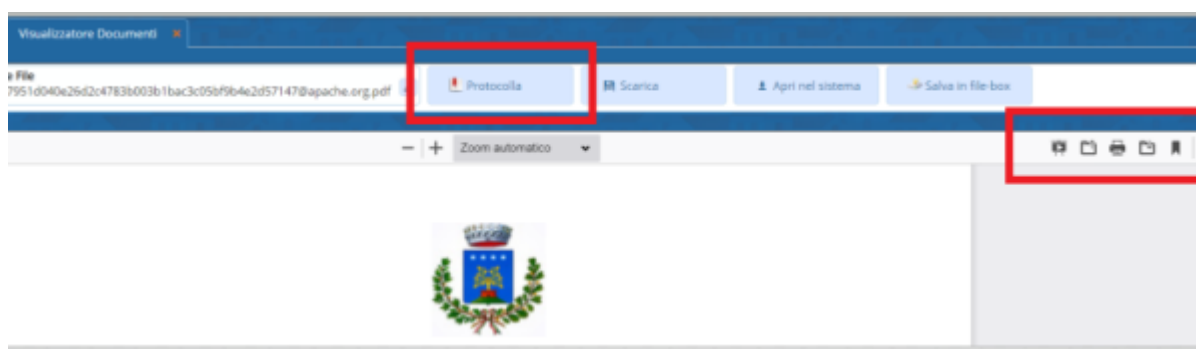 Visualizzatore Documenti
e File
7951d040e26d2c4783b003b1bac3c05bf9b4e2d57147@apache.org.pdf
Protocolla
Scarica
Apri nel sistema
Salva in file-box
Zoom automatico